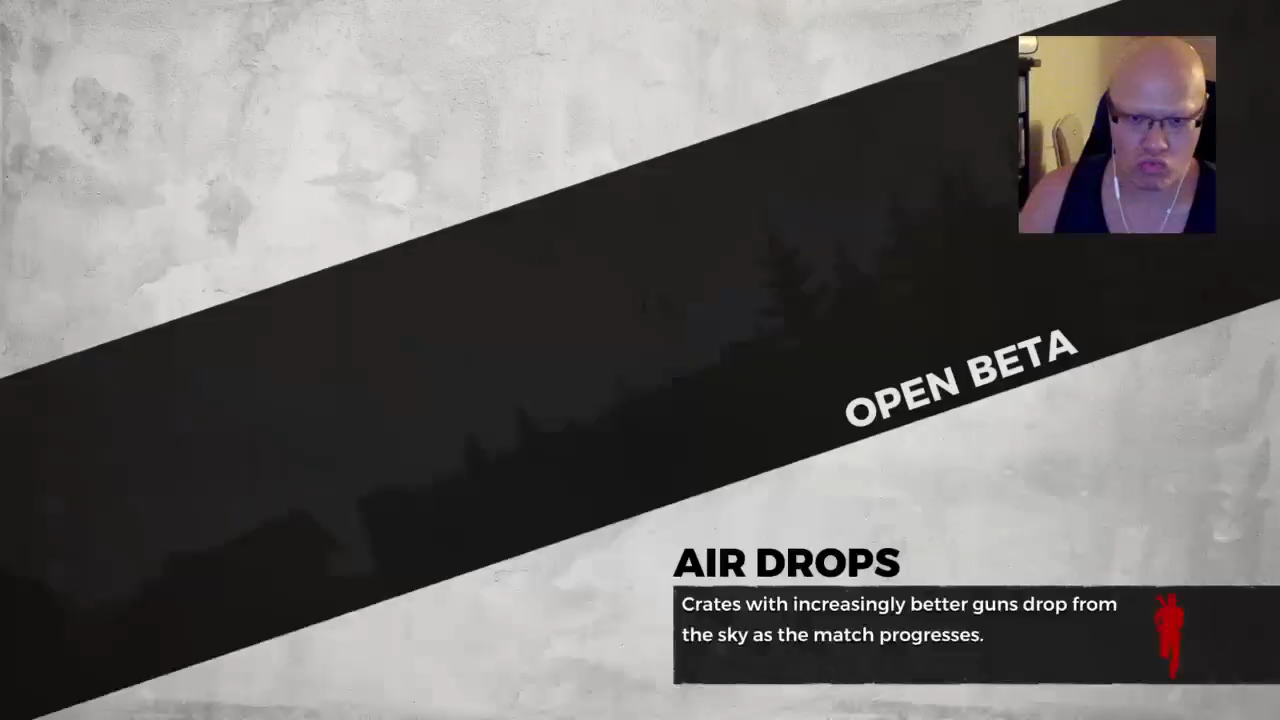 OPEN BETA
AIR DROPS
Crates with increasingly better guns drop from
the sky as the match progresses.